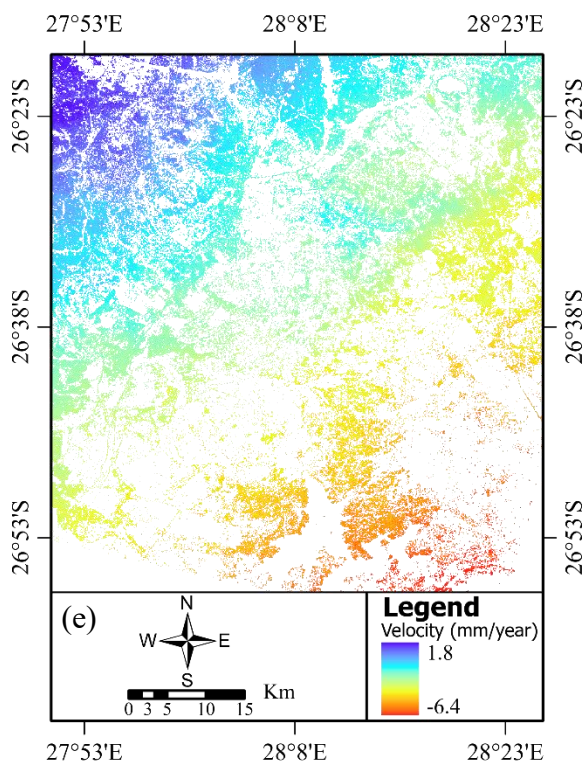 27°53'E 28°8'E 28°23'E
26°23'S 26°23'S
26°38'S 26°38'S
26°53'S 26°53'S
(e)
N
W E
S
Km
0 3 5 10 15
Legend
Velocity (mm/year)
1.8
-6.4
27°53'E 28°8'E 28°23'E